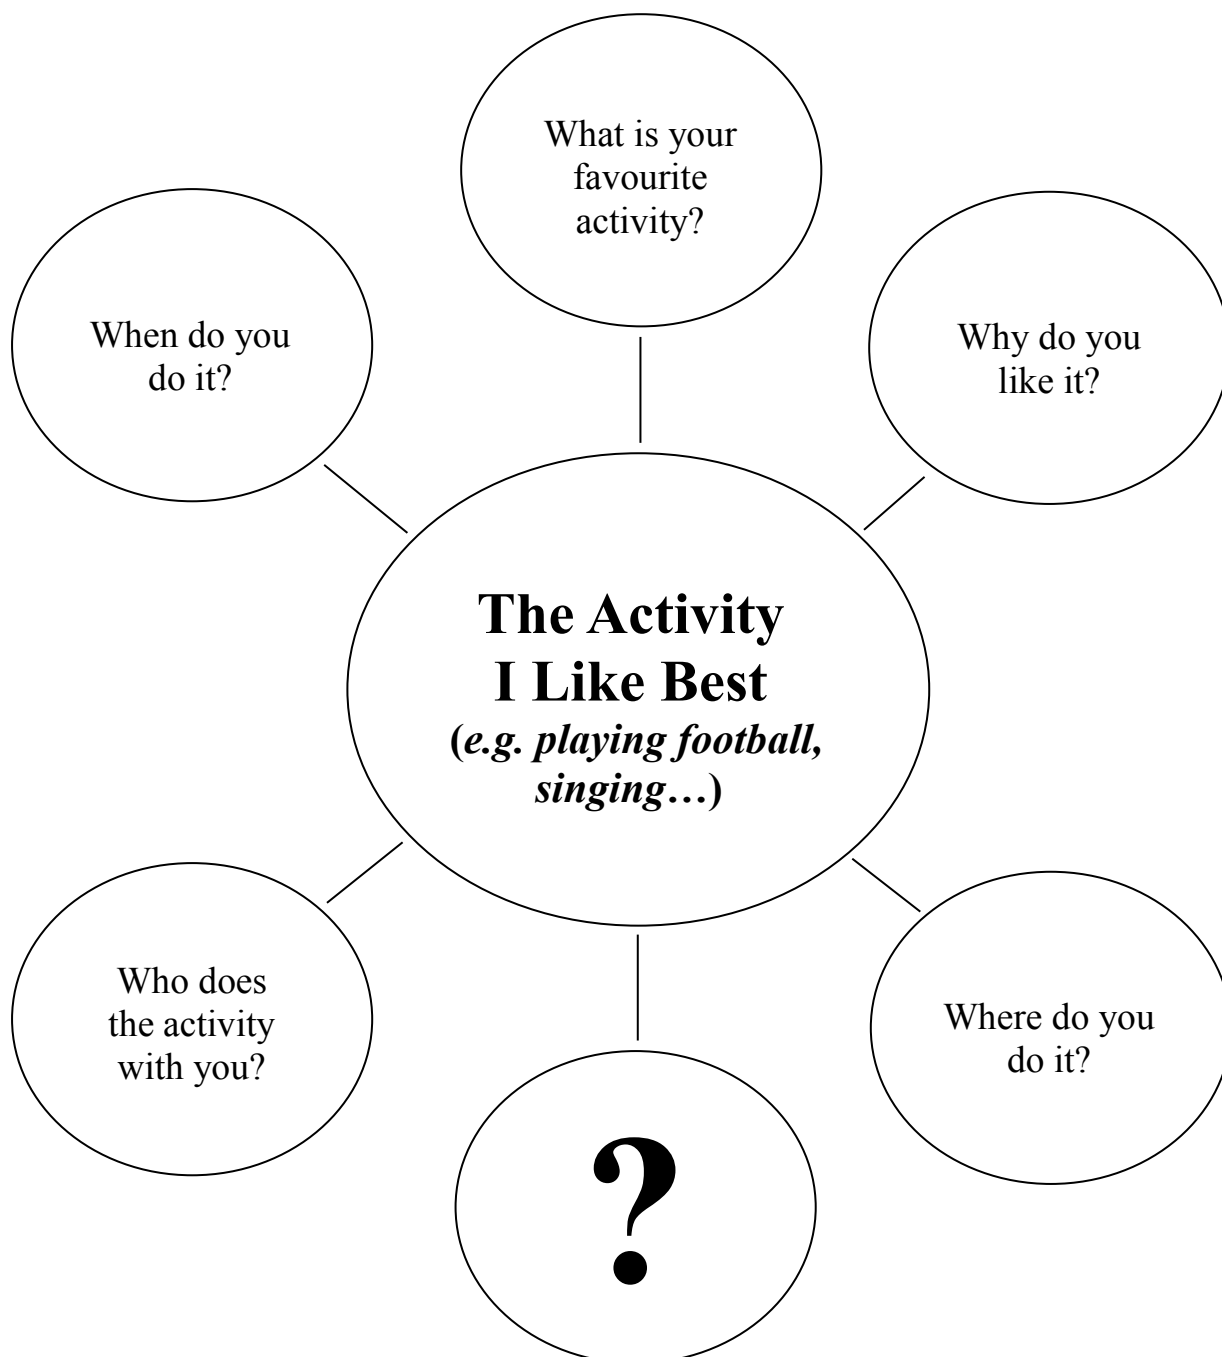 What is your
favourite
activity?
When do you
do it?
Why do you
like it?
The Activity
I Like Best
(e.g. playing football,
singing…)
Who does
the activity
with you?
Where do you
do it?
?